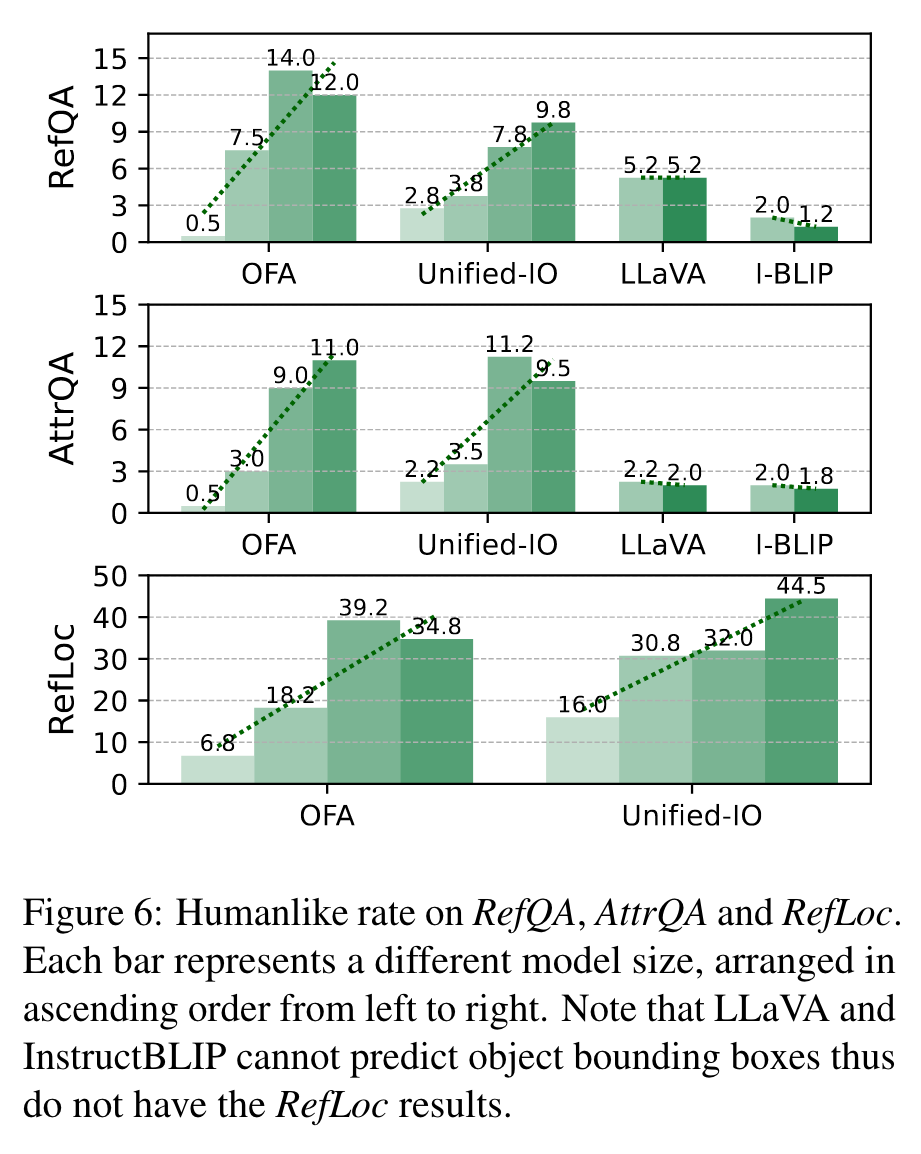 RefQA
15
12
9
6
3
0
0.5
7.5
14.0
12.0
2.8
3.8
7.8
9.8
5.2
5.2
2.0
1.2
OFA
Unified-IO
LLaVA
I-BLIP
AttrQA
15
12
9
6
3
0
0.5
3.0
9.0
11.0
2.2
3.5
11.2
9.5
2.2
2.0
2.0
1.8
OFA
Unified-IO
LLaVA
I-BLIP
RefLoc
50
40
30
20
10
0
6.8
18.2
39.2
34.8
16.0
30.8
32.0
44.5
OFA
Unified-IO
Figure 6: Humanlike rate on RefQA, AttrQA and RefLoc.
Each bar represents a different model size, arranged in
ascending order from left to right. Note that LLaVA and
InstructBLIP cannot predict object bounding boxes thus
do not have the RefLoc results.